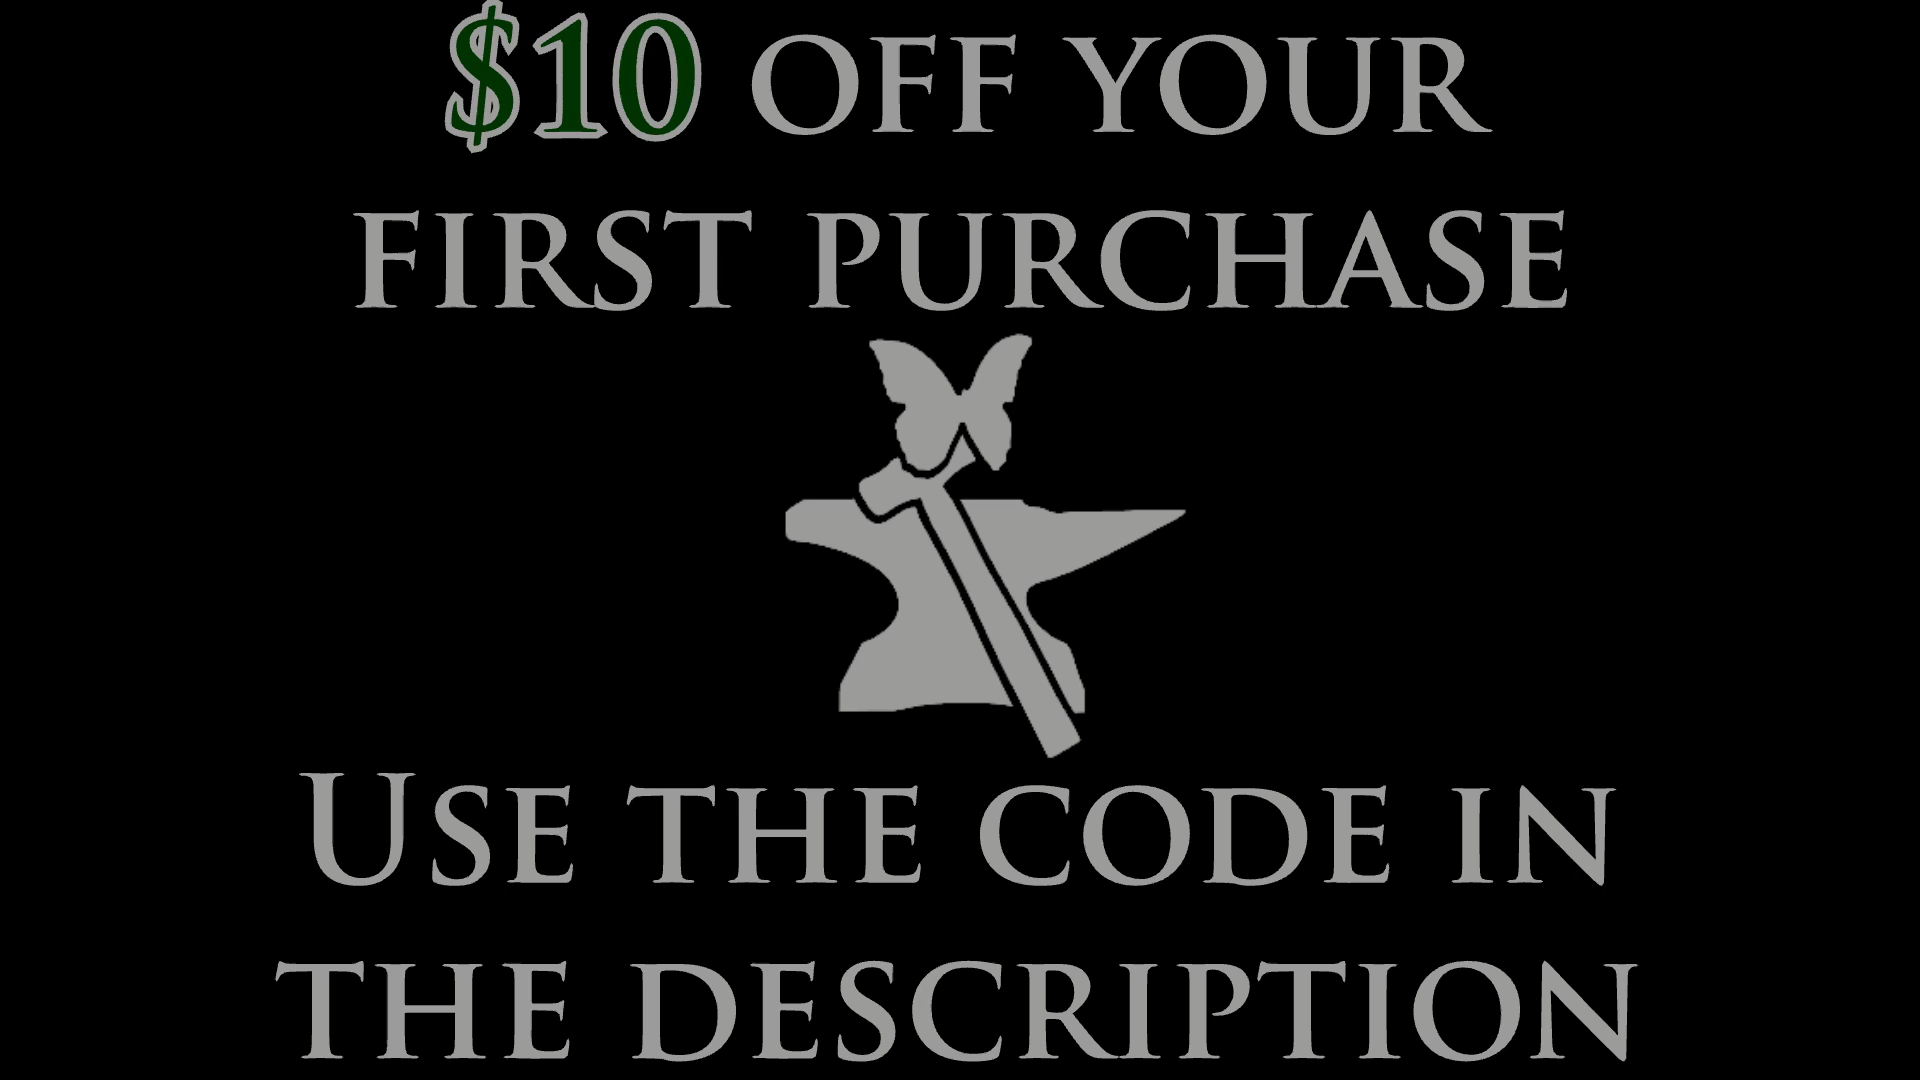 $10 OFF YOUR
FIRST PURCHASE
USE THE CODE IN
THE DESCRIPTION